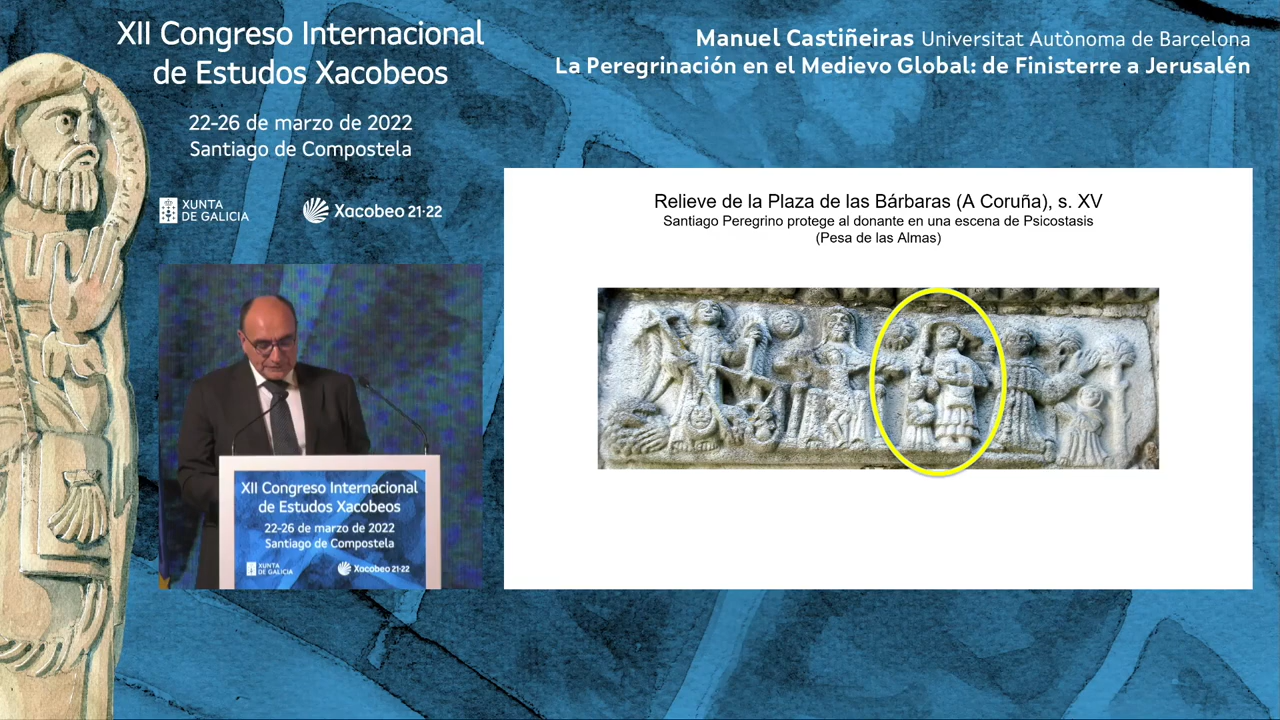 XII Congreso Internacional
de Estudos Xacobeos
22-26 de marzo de 2022
Santiago de Compostela
XUNTA
DE GALICIA
Xacobeo 21·22
Manuel Castiñeiras Universitat Autònoma de Barcelona
La Peregrinación en el Medievo Global: de Finisterre a Jerusalén
Relieve de la Plaza de las Bárbaras (A Coruña), s. XV
Santiago Peregrino protege al donante en una escena de Psicostasis
(Pesa de las Almas)
XII Congreso Internacional
de Estudos Xacobeos
22-26 de marzo de 2022
Santiago de Compostela
XUNTA
DE GALICIA
Xacobeo 21·22